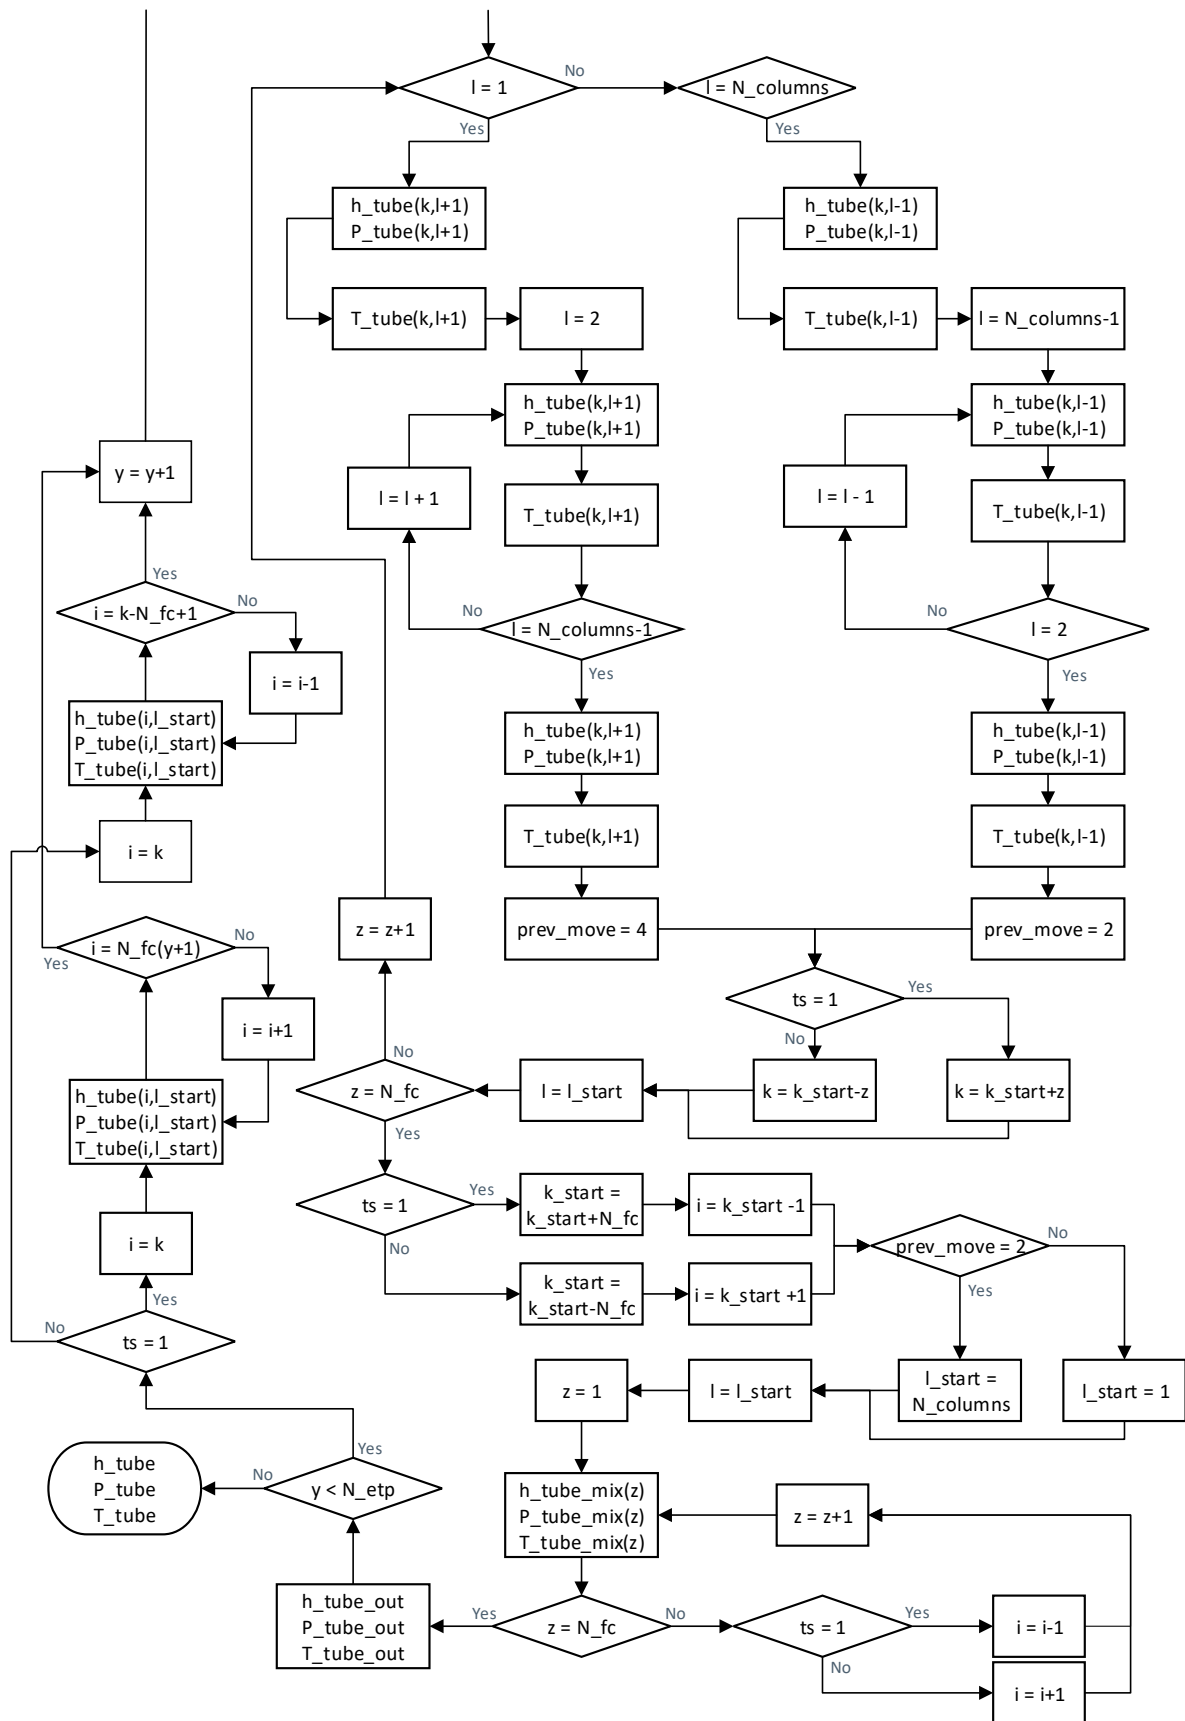 l = 1
No
l = N_columns
Yes
Yes
h_tube(k,l+1)
P_tube(k,l+1)
h_tube(k,l-1)
P_tube(k,l-1)
T_tube(k,l+1)
l = 2
T_tube(k,l-1)
l = N_columns-1
h_tube(k,l+1)
P_tube(k,l+1)
h_tube(k,l-1)
P_tube(k,l-1)
y = y+1
l = l + 1
l = l - 1
T_tube(k,l+1)
T_tube(k,l-1)
Yes
i = k-N_fc+1
No
No
l = N_columns-1
No
l = 2
Yes
Yes
i = i-1
h_tube(i,l_start)
P_tube(i,l_start)
T_tube(i,l_start)
h_tube(k,l+1)
P_tube(k,l+1)
h_tube(k,l-1)
P_tube(k,l-1)
i = k
T_tube(k,l+1)
T_tube(k,l-1)
z = z+1
prev_move = 4
prev_move = 2
i = N_fc(y+1)
No
Yes
ts = 1
Yes
No
i = i+1
h_tube(i,l_start)
P_tube(i,l_start)
T_tube(i,l_start)
No
z = N_fc
Yes
l = l_start
k = k_start-z
k = k_start+z
ts = 1
Yes
No
k_start =
k_start+N_fc
i = k_start -1
i = k
k_start =
k_start-N_fc
i = k_start +1
prev_move = 2
No
Yes
Yes
No
ts = 1
z = 1
l = l_start
l_start =
N_columns
l_start = 1
h_tube
P_tube
T_tube
No
y < N_etp
Yes
h_tube_mix(z)
P_tube_mix(z)
T_tube_mix(z)
z = z+1
h_tube_out
P_tube_out
T_tube_out
Yes
z = N_fc
No
ts = 1
Yes
i = i-1
No
i = i+1